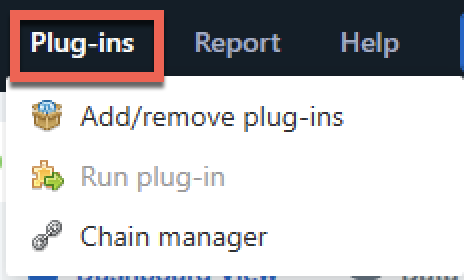 Plug-ins Report Help
Add/remove plug-ins
Run plug-in
Chain manager